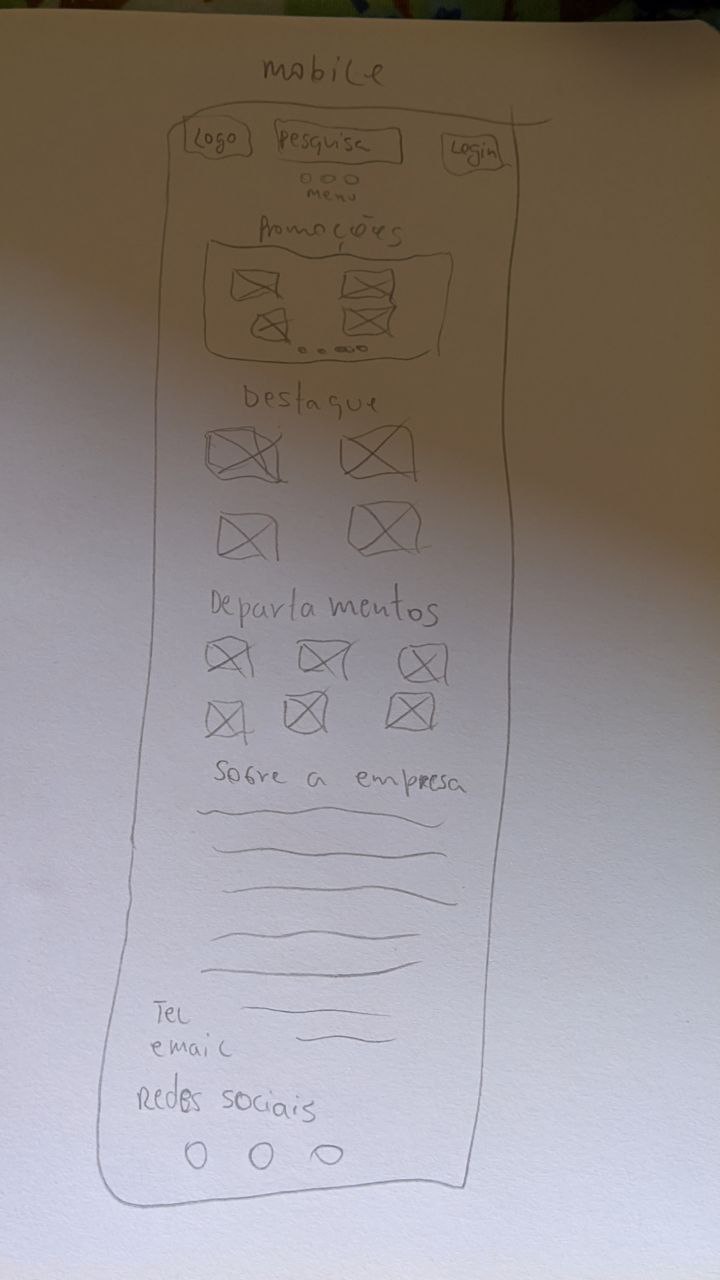 mobile
Logo pesquisa Login
menu
Promoções
Destaque
Departamentos
Sobre a empresa
Tel
email
Redes sociais